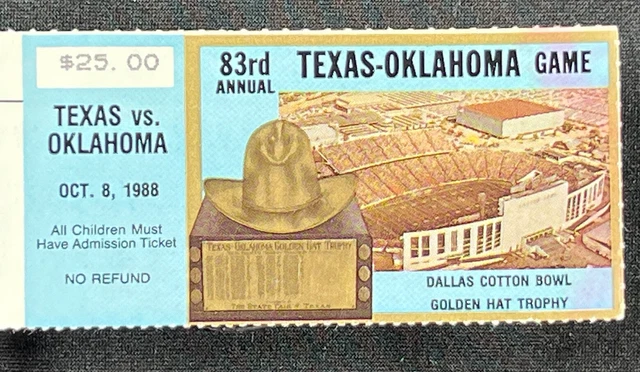 $25.00
TEXAS vs.
OKLAHOMA
OCT. 8, 1988
All Children Must
Have Admission Ticket
NO REFUND
83rd
ANNUAL
TEXAS-OKLAHOMA GAME
TEXAS-OKLAHOMA GOLDEN HAT TROPHY
THE STATE FAIR OF TEXAS
DALLAS COTTON BOWL
GOLDEN HAT TROPHY